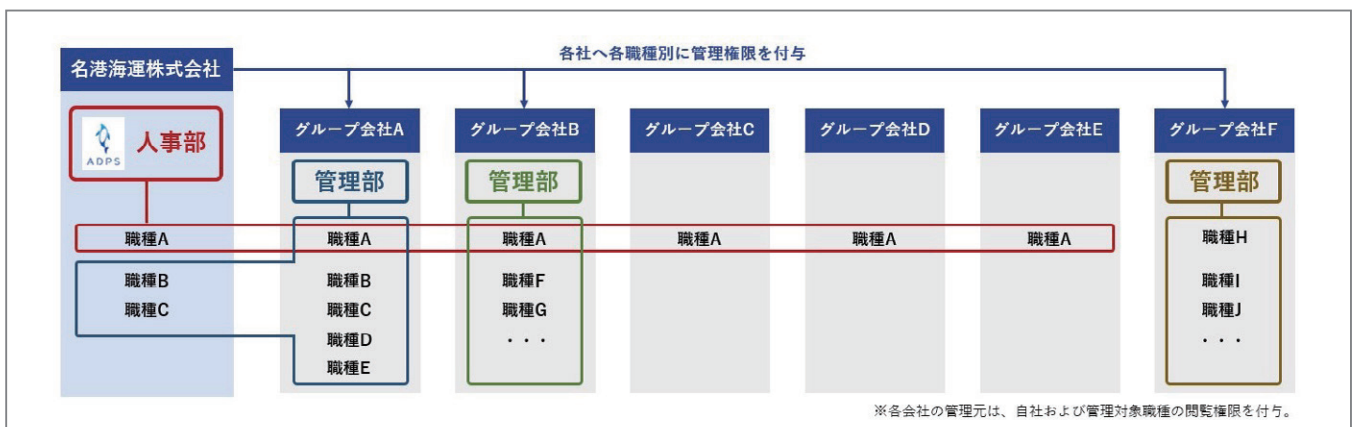 各社へ各職種別に管理権限を付与
名港海運株式会社
ADPS
人事部
職種A
職種B
職種C
グループ会社A
管理部
職種A
職種B
職種C
職種D
職種E
グループ会社B
管理部
職種A
職種F
職種G
・・・
グループ会社C
職種A
グループ会社D
職種A
グループ会社E
職種A
グループ会社F
管理部
職種H
職種I
職種J
・・・
※各会社の管理元は、自社および管理対象職種の閲覧権限を付与。